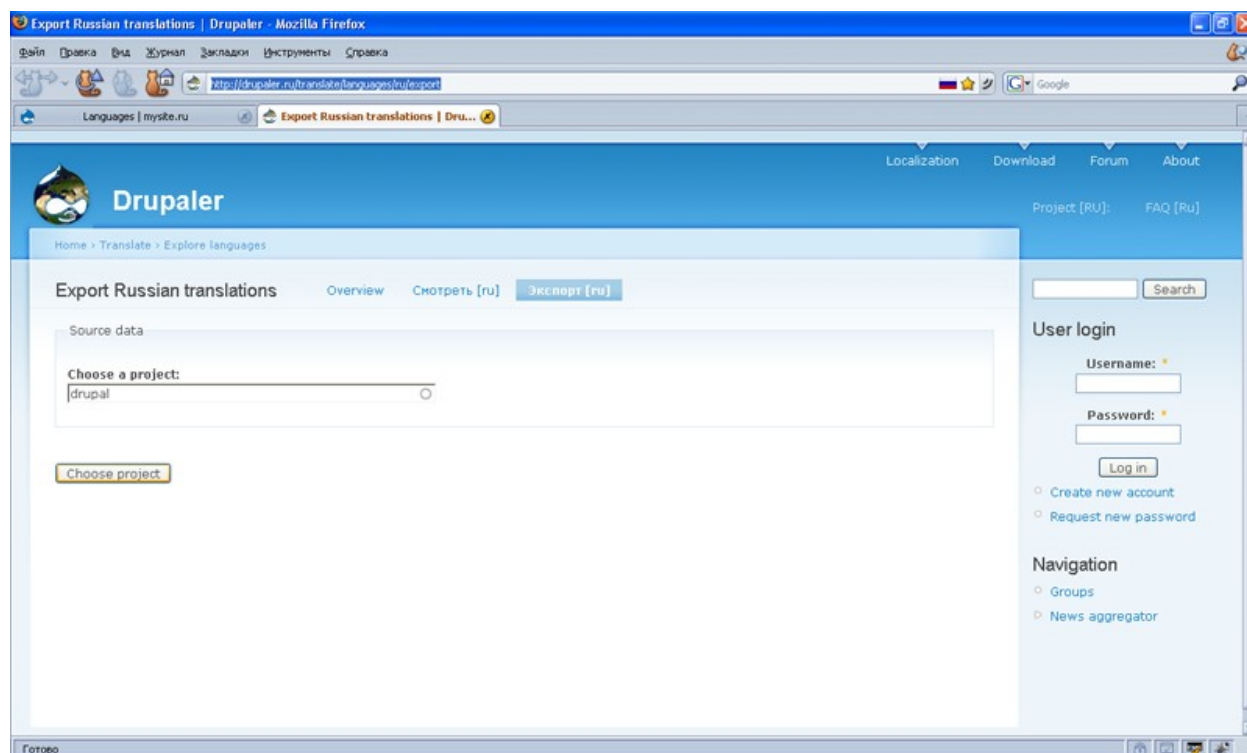 Export Russian translations | Drupaler - Mozilla Firefox
Файл Правка Вид Журнал Закладки Инструменты Справка
http://drupaler.ru/translate/languages/ru/export
Google
Languages | mysite.ru
Export Russian translations | Dru...
Localization Download Forum About
Drupaler
Project [RU]: FAQ [Ru]
Home › Translate › Explore languages
Export Russian translations Overview Смотреть [ru] Экспорт [ru]
Search
Source data
User login
Choose a project:
drupal
Username: *
Password: *
Choose project
Log in
Create new account
Request new password
Navigation
Groups
News aggregator
Готово